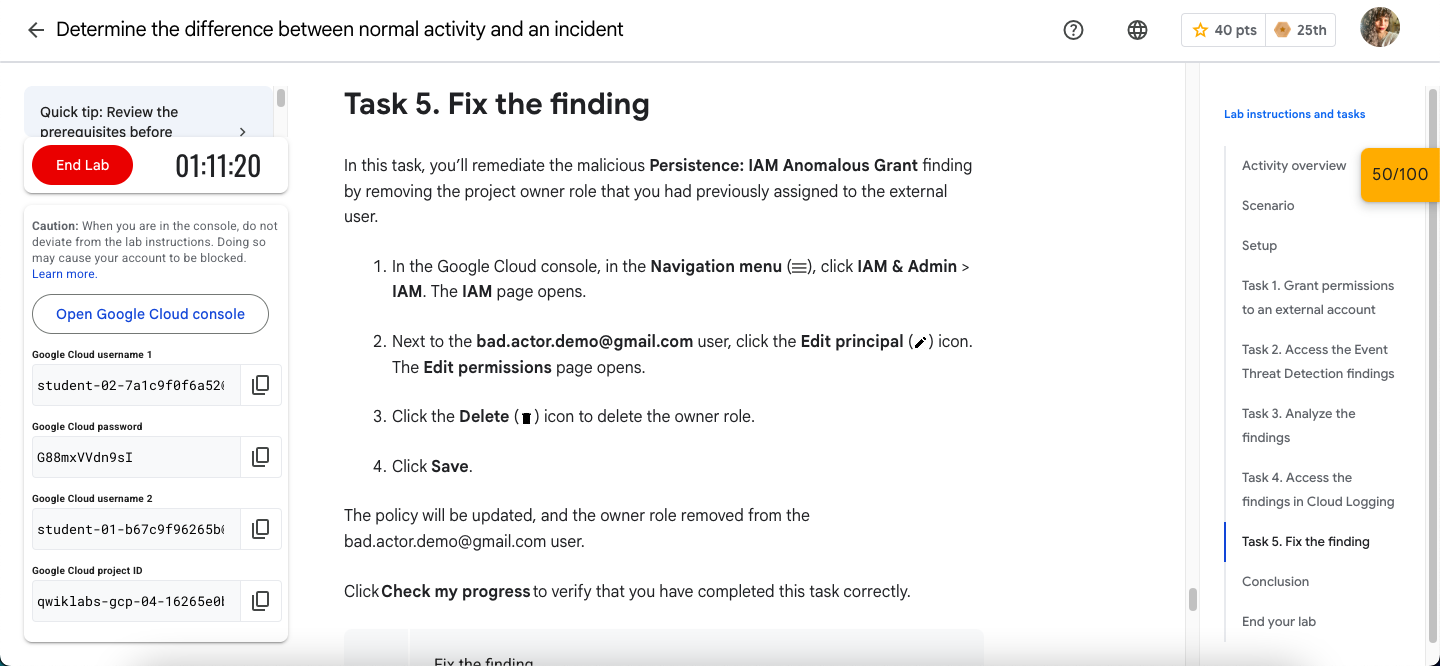 Determine the difference between normal activity and an incident
40 pts
25th
Quick tip: Review the
prerequisites before
End Lab
01:11:20
Caution: When you are in the console, do not
deviate from the lab instructions. Doing so
may cause your account to be blocked.
Learn more.
Open Google Cloud console
Google Cloud username 1
student-02-7a1c9f0f6a520
Google Cloud password
G88mxVVdn9sI
Google Cloud username 2
student-01-b67c9f96265b0
Google Cloud project ID
qwiklabs-gcp-04-16265e0b
Task 5. Fix the finding
In this task, you’ll remediate the malicious Persistence: IAM Anomalous Grant finding
by removing the project owner role that you had previously assigned to the external
user.
1. In the Google Cloud console, in the Navigation menu (), click IAM & Admin >
IAM. The IAM page opens.
2. Next to the bad.actor.demo@gmail.com user, click the Edit principal () icon.
The Edit permissions page opens.
3. Click the Delete () icon to delete the owner role.
4. Click Save.
The policy will be updated, and the owner role removed from the
bad.actor.demo@gmail.com user.
Click Check my progress to verify that you have completed this task correctly.
Fix the finding
Lab instructions and tasks
Activity overview
50/100
Scenario
Setup
Task 1. Grant permissions
to an external account
Task 2. Access the Event
Threat Detection findings
Task 3. Analyze the
findings
Task 4. Access the
findings in Cloud Logging
Task 5. Fix the finding
Conclusion
End your lab